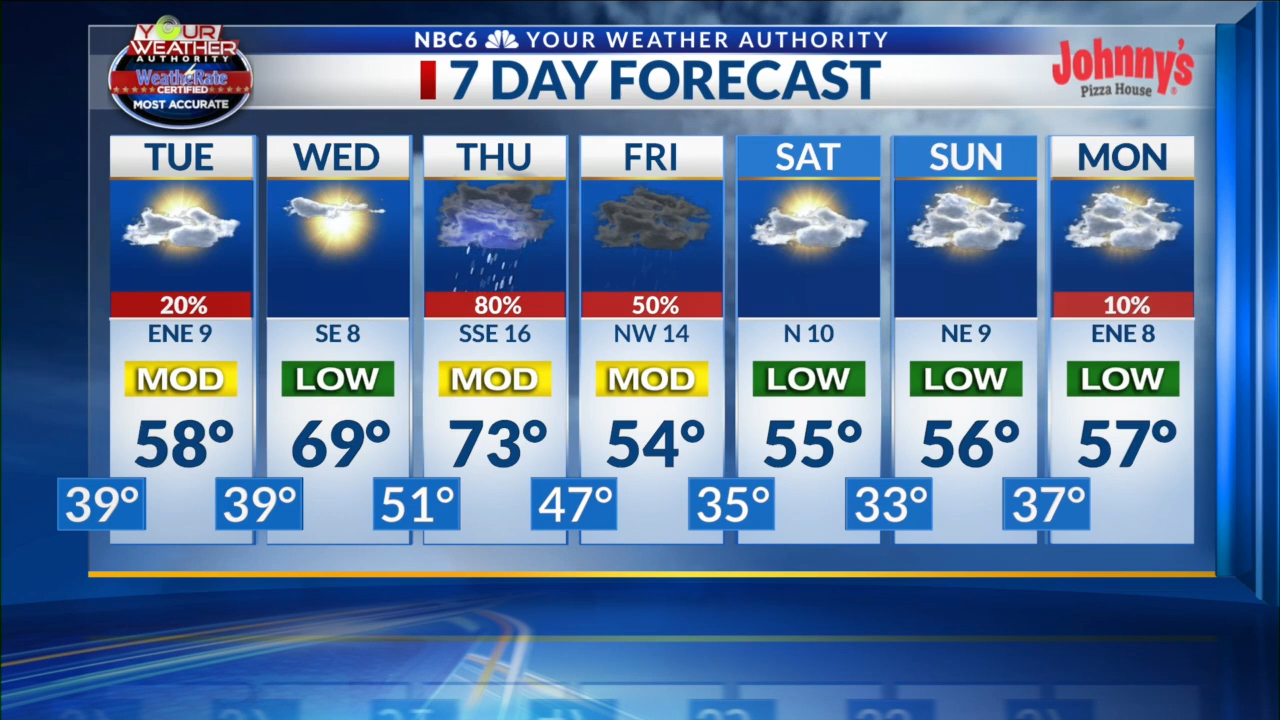 YOUR
WEATHER
AUTHORITY
WeatheRate
CERTIFIED
MOST ACCURATE
NBC6 YOUR WEATHER AUTHORITY
7 DAY FORECAST
Johnny's
Pizza House
TUE WED THU FRI SAT SUN MON
20% 80% 50% 10%
ENE 9 SE 8 SSE 16 NW 14 N 10 NE 9 ENE 8
MOD LOW MOD MOD LOW LOW LOW
58° 69° 73° 54° 55° 56° 57°
39° 39° 51° 47° 35° 33° 37°